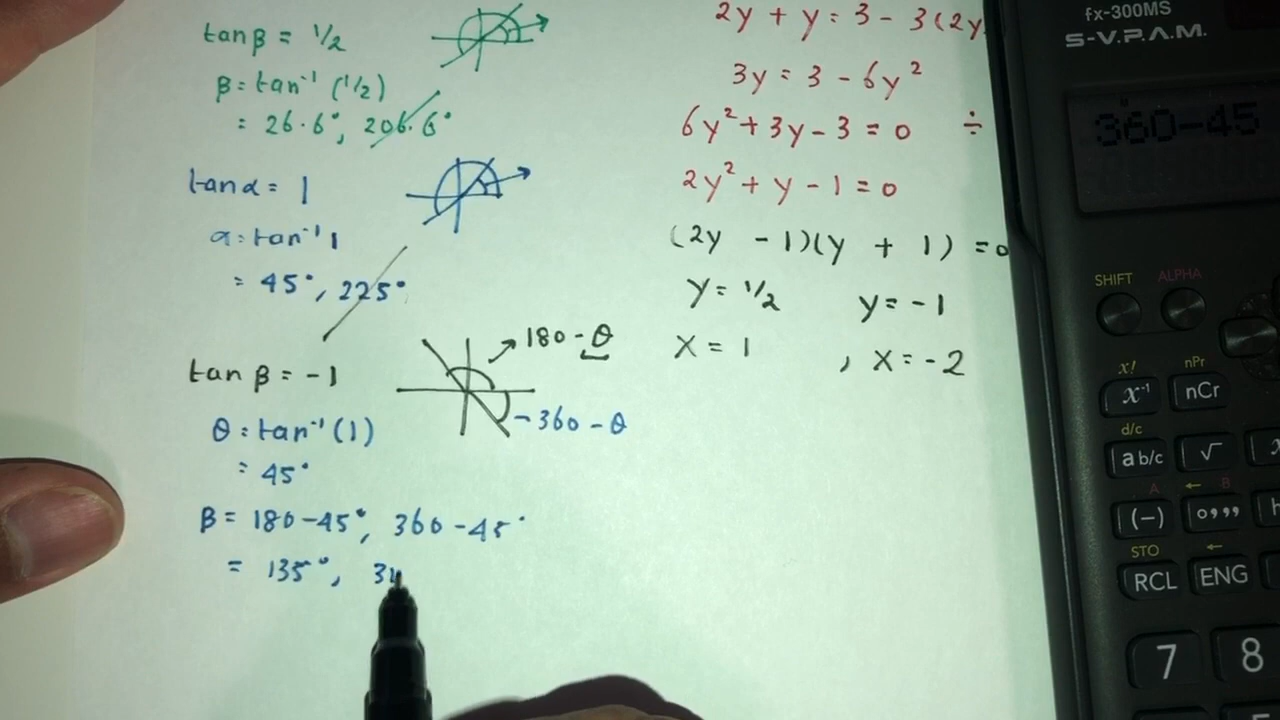 tanβ = 1/2
β = tan⁻¹ (1/2)
= 26.6°, 206.6°
tanα = 1
α = tan⁻¹ 1
= 45°, 225°
tan β = -1
180 - θ
360 - θ
θ = tan⁻¹ (1)
= 45°
β = 180 - 45°, 360 - 45°
= 135°, 3
2y + y = 3 - 3(2y
3y = 3 - 6y²
6y² + 3y - 3 = 0 ÷
2y² + y - 1 = 0
(2y - 1)(y + 1) = 0
y = 1/2 y = -1
x = 1 , x = -2
fx-300MS
S-V.P.A.M.
360-45
SHIFT ALPHA
x! nPr
x⁻¹ nCr
d/c
a b/c √
A ← B
(-) o,,,
STO ←
RCL ENG
7 8